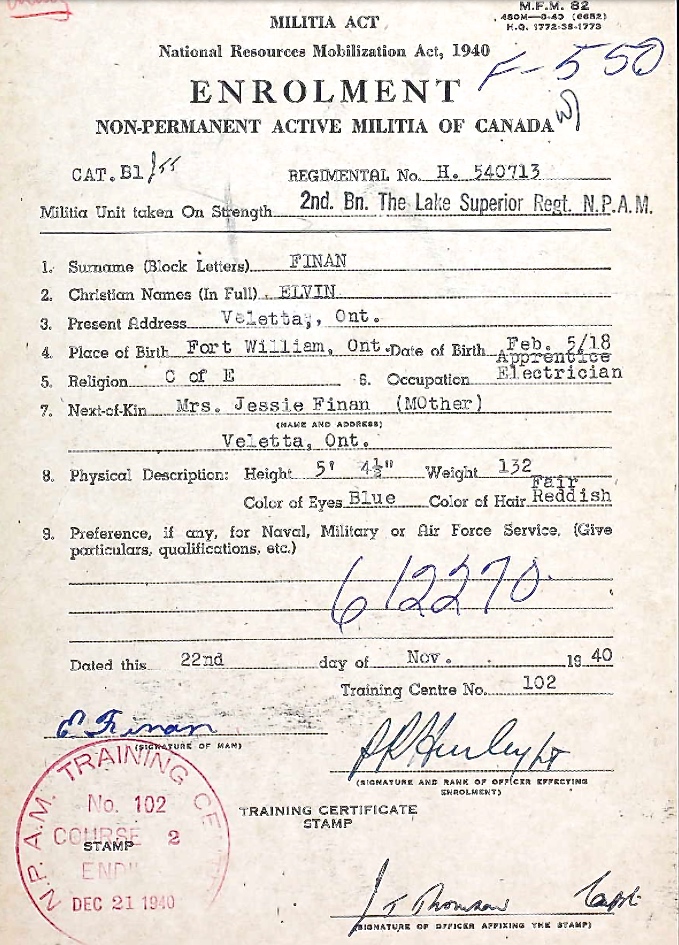 MILITIA ACT
M.F.M. 82
480M—8-40 (6682)
H.Q. 1772-38-1773
National Resources Mobilization Act, 1940
F-550
ENROLMENT
NON-PERMANENT ACTIVE MILITIA OF CANADA
CAT. B1/55 REGIMENTAL No. H. 540713
Militia Unit taken On Strength 2nd. Bn. The Lake Superior Regt. N.P.A.M.
1. Surname (Block Letters) FINAN
2. Christian Names (In Full) ELVIN
3. Present Address Veletta, Ont.
4. Place of Birth Fort William, Ont. Date of Birth Feb. 5/18
Apprentice
5. Religion C of E 6. Occupation Electrician
7. Next-of-Kin Mrs. Jessie Finan (MOther)
(NAME AND ADDRESS)
Veletta, Ont.
8. Physical Description: Height 5' 4½" Weight 132
Fair
Color of Eyes Blue Color of Hair Reddish
9. Preference, if any, for Naval, Military or Air Force Service. (Give
particulars, qualifications, etc.)
612270
Dated this 22nd day of Nov. 1940
Training Centre No. 102
E Finan
(SIGNATURE OF MAN)
(SIGNATURE AND RANK OF OFFICER EFFECTING
ENROLMENT)
N.P.A.M. TRAINING CE
No. 102
COURSE 2
STAMP
END
DEC 21 1940
TRAINING CERTIFICATE
STAMP
J T Thomson Capt.
(SIGNATURE OF OFFICER AFFIXING THE STAMP)